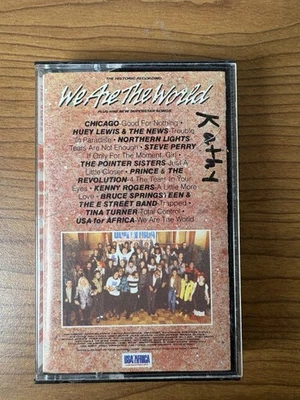 THE HISTORIC RECORDING
We Are The World
PLUS NINE NEW SUPERSTAR SONGS
CHICAGO-Good For Nothing •
HUEY LEWIS & THE NEWS-Trouble
In Paradise • NORTHERN LIGHTS-
Tears Are Not Enough • STEVE PERRY-
If Only For The Moment, Girl •
THE POINTER SISTERS-Just A
Little Closer • PRINCE & THE
REVOLUTION-4 The Tears In Your
Eyes • KENNY ROGERS-A Little More
Love • BRUCE SPRINGSTEEN &
THE E STREET BAND-Trapped •
TINA TURNER-Total Control •
USA for AFRICA-We Are The World
Kathy
USA for AFRICA